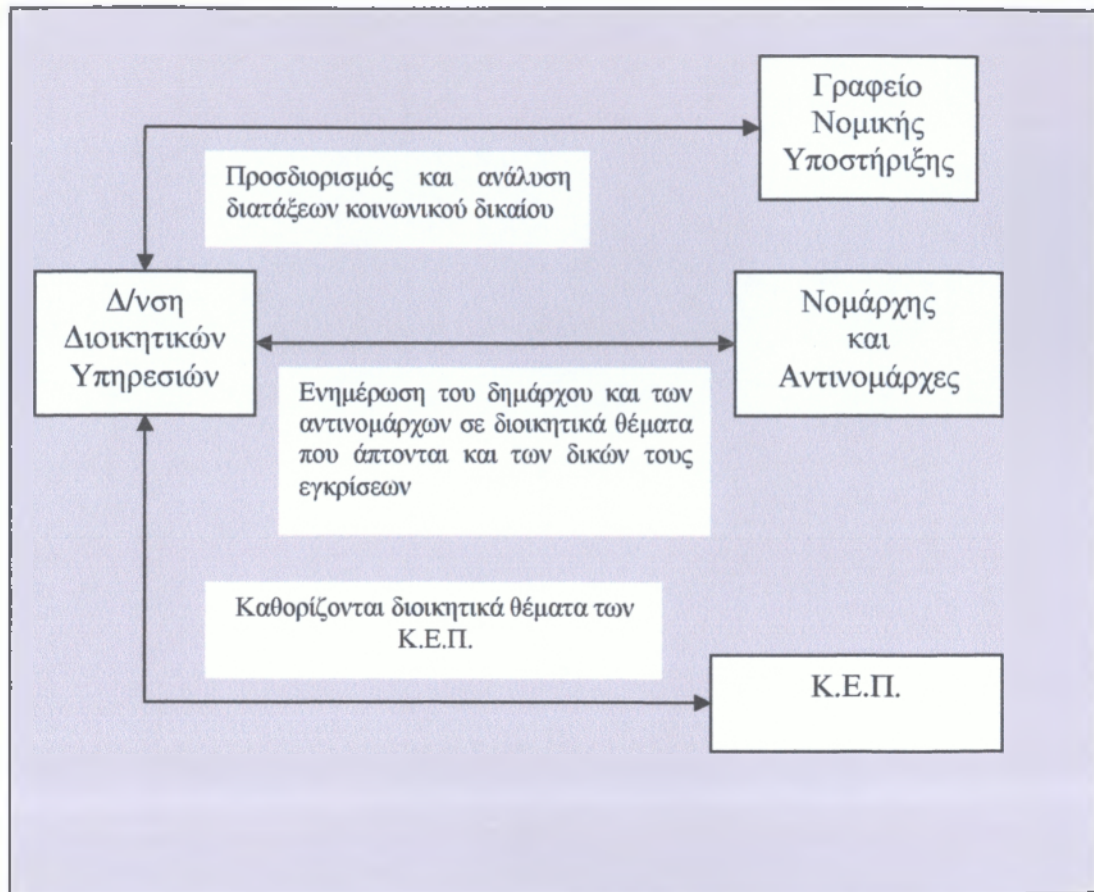 Γραφείο
Νομικής
Υποστήριξης
Προσδιορισμός και ανάλυση
διατάξεων κοινωνικού δικαίου
Δ/νση
Διοικητικών
Υπηρεσιών
Νομάρχης
και
Αντινομάρχες
Ενημέρωση του δημάρχου και των
αντινομάρχων σε διοικητικά θέματα
που άπτονται και των δικών τους
εγκρίσεων
Καθορίζονται διοικητικά θέματα των
Κ.Ε.Π.
Κ.Ε.Π.